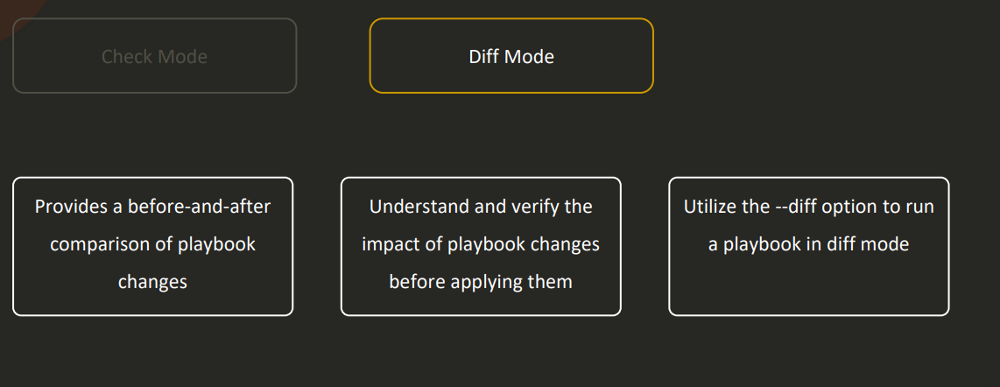 Check Mode
Diff Mode
Provides a before-and-after
comparison of playbook
changes
Understand and verify the
impact of playbook changes
before applying them
Utilize the --diff option to run
a playbook in diff mode